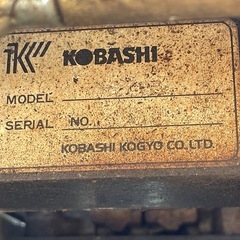 KOBASHI
MODEL
SERIAL NO.
KOBASHI KOGYO CO., LTD.